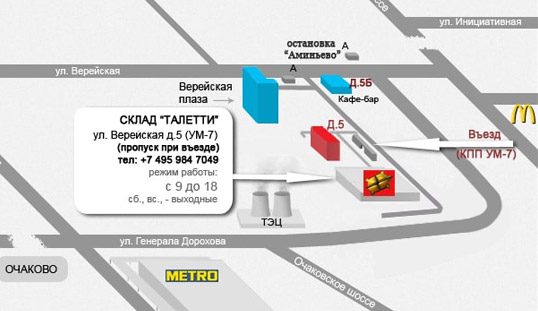 ул. Инициативная
остановка
"Аминьево"
А
А
ул. Верейская
Верейская
плаза
Д.5Б
Кафе-бар
СКЛАД "ТАЛЕТТИ"
ул. Верейская д.5 (УМ-7)
(пропуск при въезде)
тел: +7 495 984 7049
режим работы:
с 9 до 18
сб., вс., - выходные
Д.5
Въезд
(КПП УМ-7)
ТЭЦ
ул. Генерала Дорохова
ОЧАКОВО
METRO
Очаковское шоссе